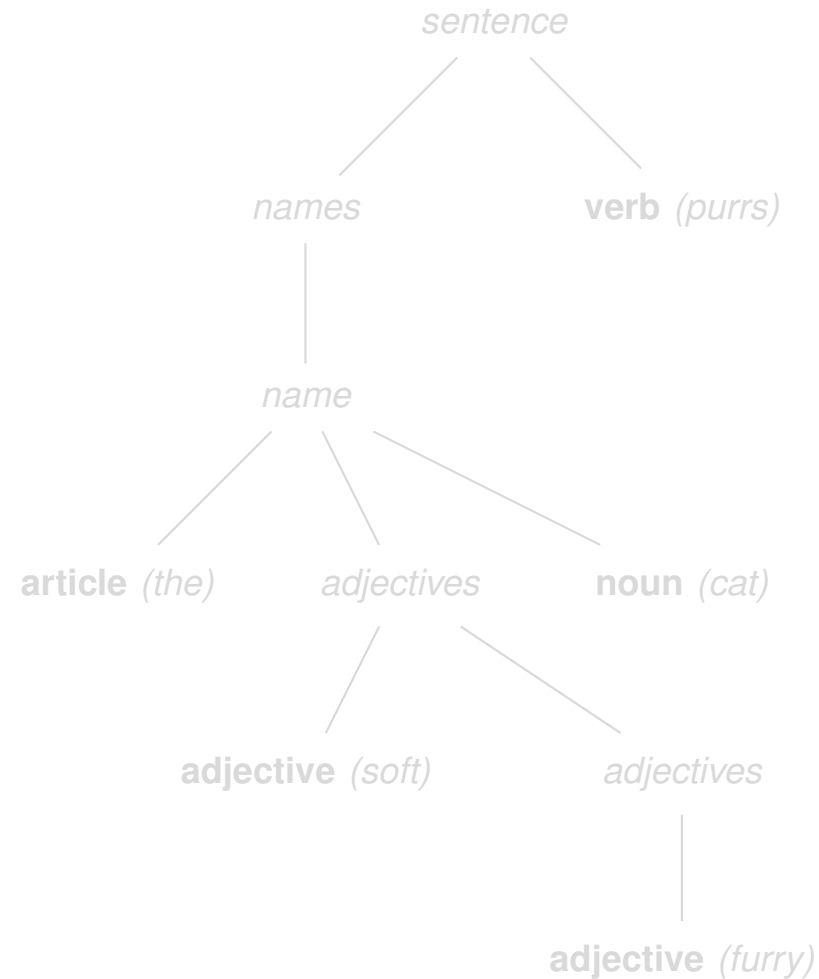 sentence
names verb (purrs)
name
article (the) adjectives noun (cat)
adjective (soft) adjectives
adjective (furry)